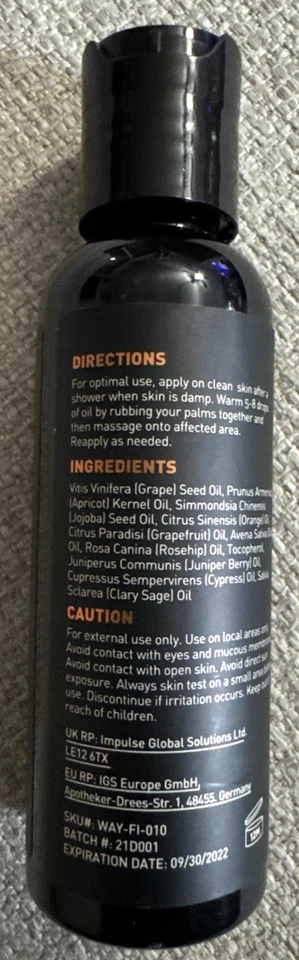 DIRECTIONS
For optimal use, apply on clean skin after a
shower when skin is damp. Warm 5-8 drops
of oil by rubbing your palms together and
then massage onto affected area.
Reapply as needed.
INGREDIENTS
Vitis Vinifera (Grape) Seed Oil, Prunus
(Apricot) Kernel Oil, Simmondsia Chinensis
(Jojoba) Seed Oil, Citrus Sinensis (Orange)
Citrus Paradisi (Grapefruit) Oil, Avena Sativa
Oil, Rosa Canina (Rosehip) Oil, Tocopherol,
Juniperus Communis (Juniper Berry) Oil,
Cupressus Sempervirens (Cypress) Oil,
Sclarea (Clary Sage) Oil
CAUTION
For external use only. Use on local areas
Avoid contact with eyes and mucous
Avoid contact with open skin. Avoid direct
exposure. Always skin test on a small area
use. Discontinue if irritation occurs. Keep
reach of children.
UK RP: Impulse Global Solutions Ltd.
LE12 6TX
EU RP: IGS Europe GmbH,
Apotheker-Drees-Str. 1, 48455, Germany
SKU#: WAY-FI-010
BATCH #: 21D001
EXPIRATION DATE: 09/30/2022
12M